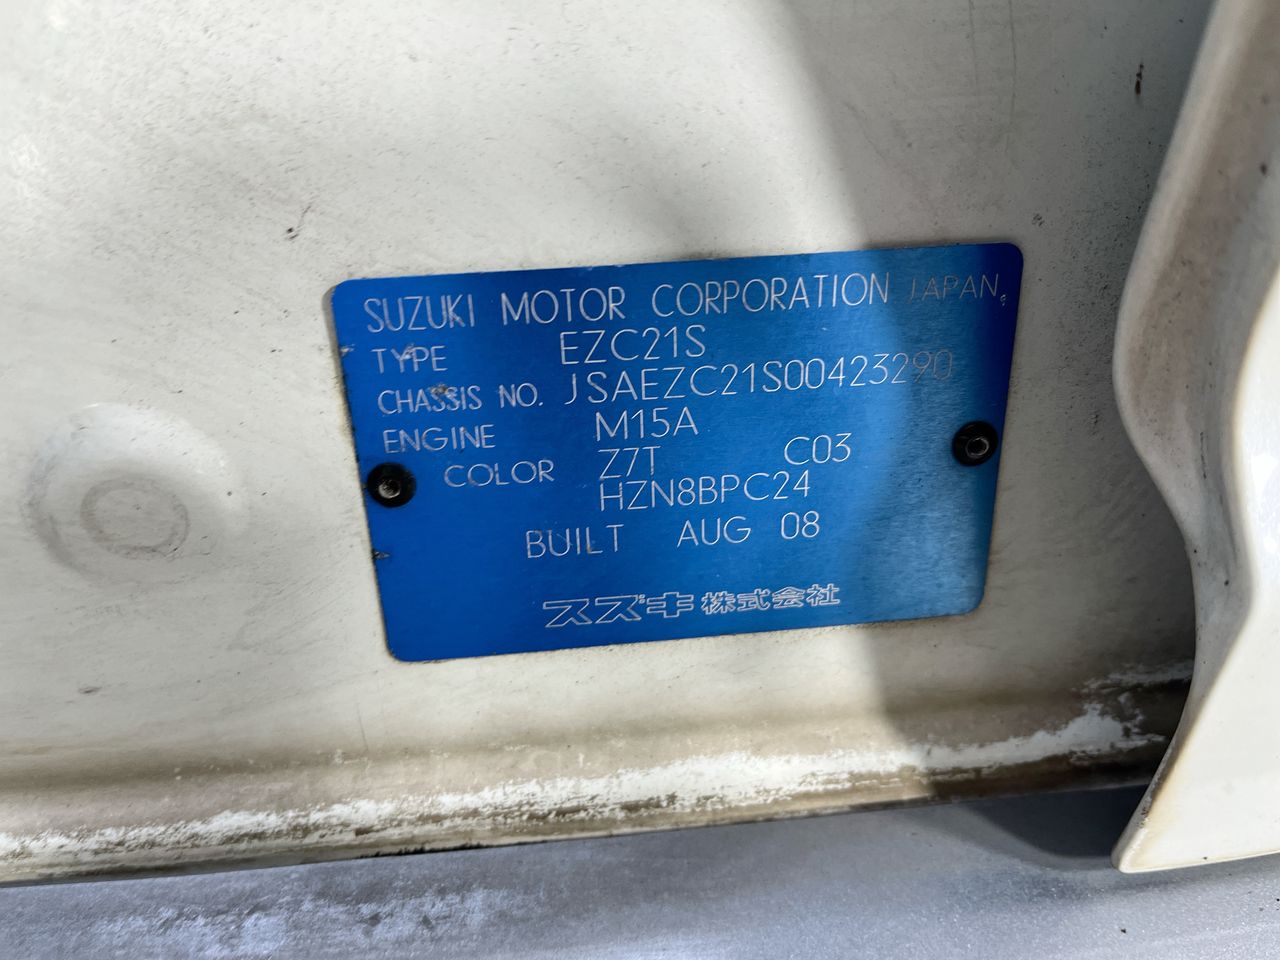 SUZUKI MOTOR CORPORATION JAPAN
TYPE EZC21S
CHASSIS NO. JSAEZC21S00423290
ENGINE M15A
COLOR Z7T C03
HZN8BPC24
BUILT AUG 08
スズキ株式会社